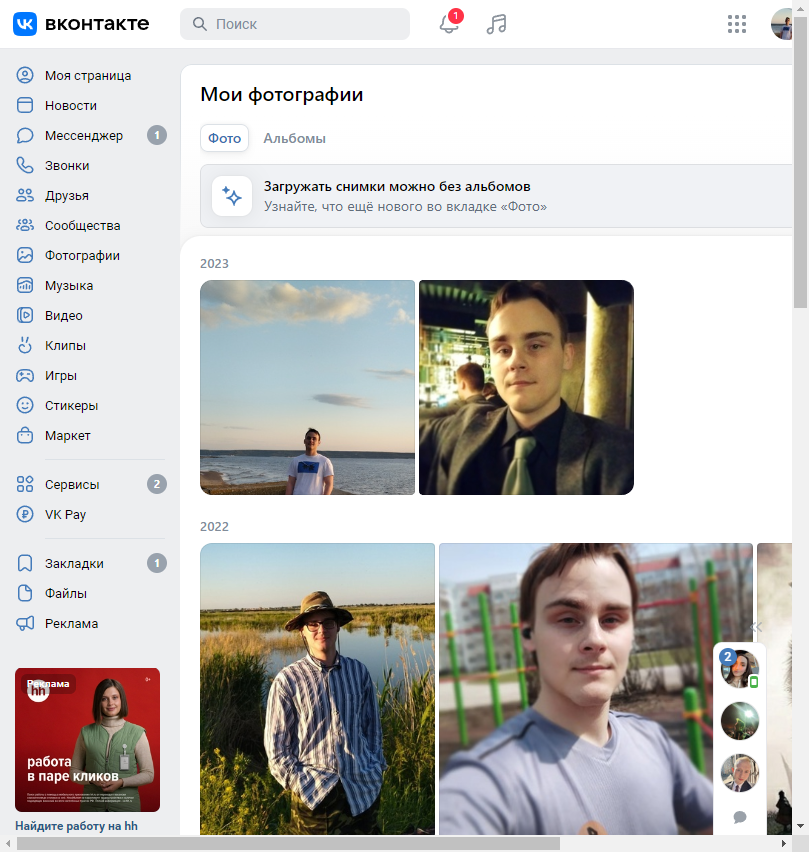 вконтакте
Поиск
1
Моя страница
Новости
Мессенджер 1
Звонки
Друзья
Сообщества
Фотографии
Музыка
Видео
Клипы
Игры
Стикеры
Маркет
Сервисы 2
VK Pay
Закладки 1
Файлы
Реклама
Реклама
hh
работа
в паре кликов
Найдите работу на hh
Мои фотографии
Фото Альбомы
Загружать снимки можно без альбомов
Узнайте, что ещё нового во вкладке «Фото»
2023
2022
2